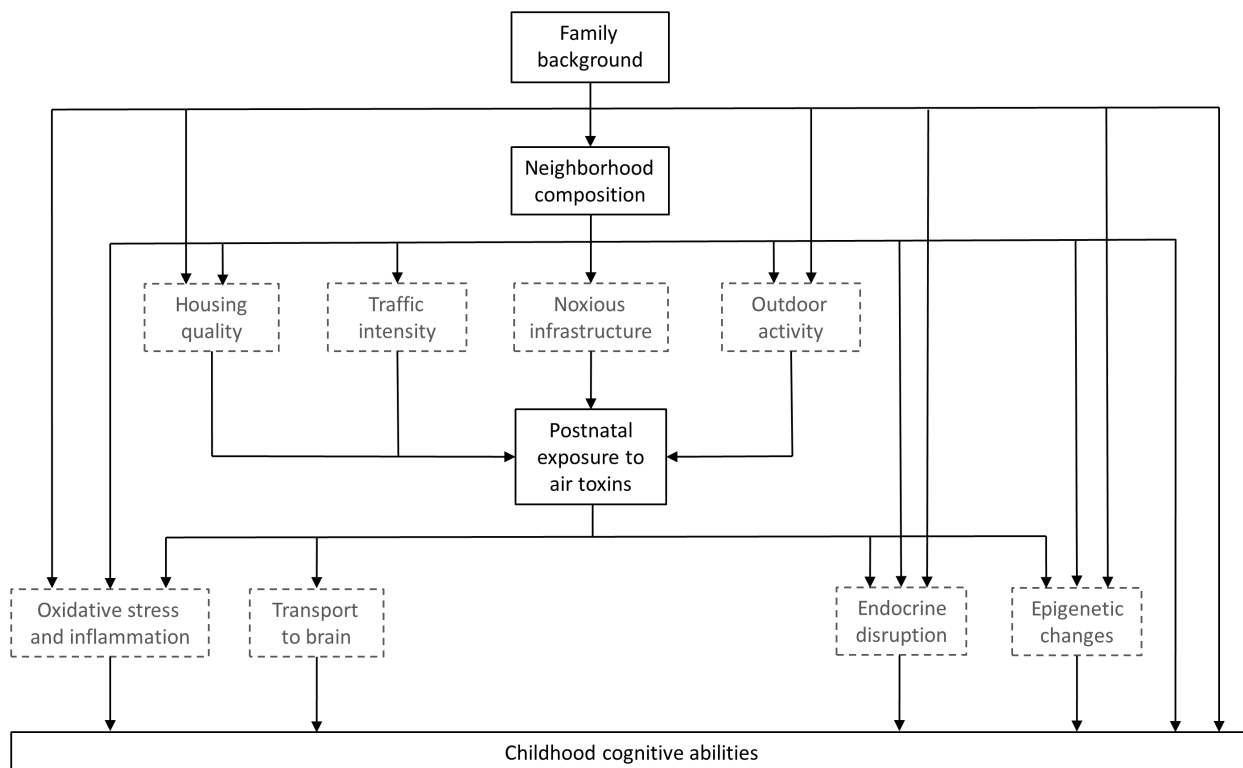 Family
background
Neighborhood
composition
Housing
quality
Traffic
intensity
Noxious
infrastructure
Outdoor
activity
Postnatal
exposure to
air toxins
Oxidative stress
and inflammation
Transport
to brain
Endocrine
disruption
Epigenetic
changes
Childhood cognitive abilities